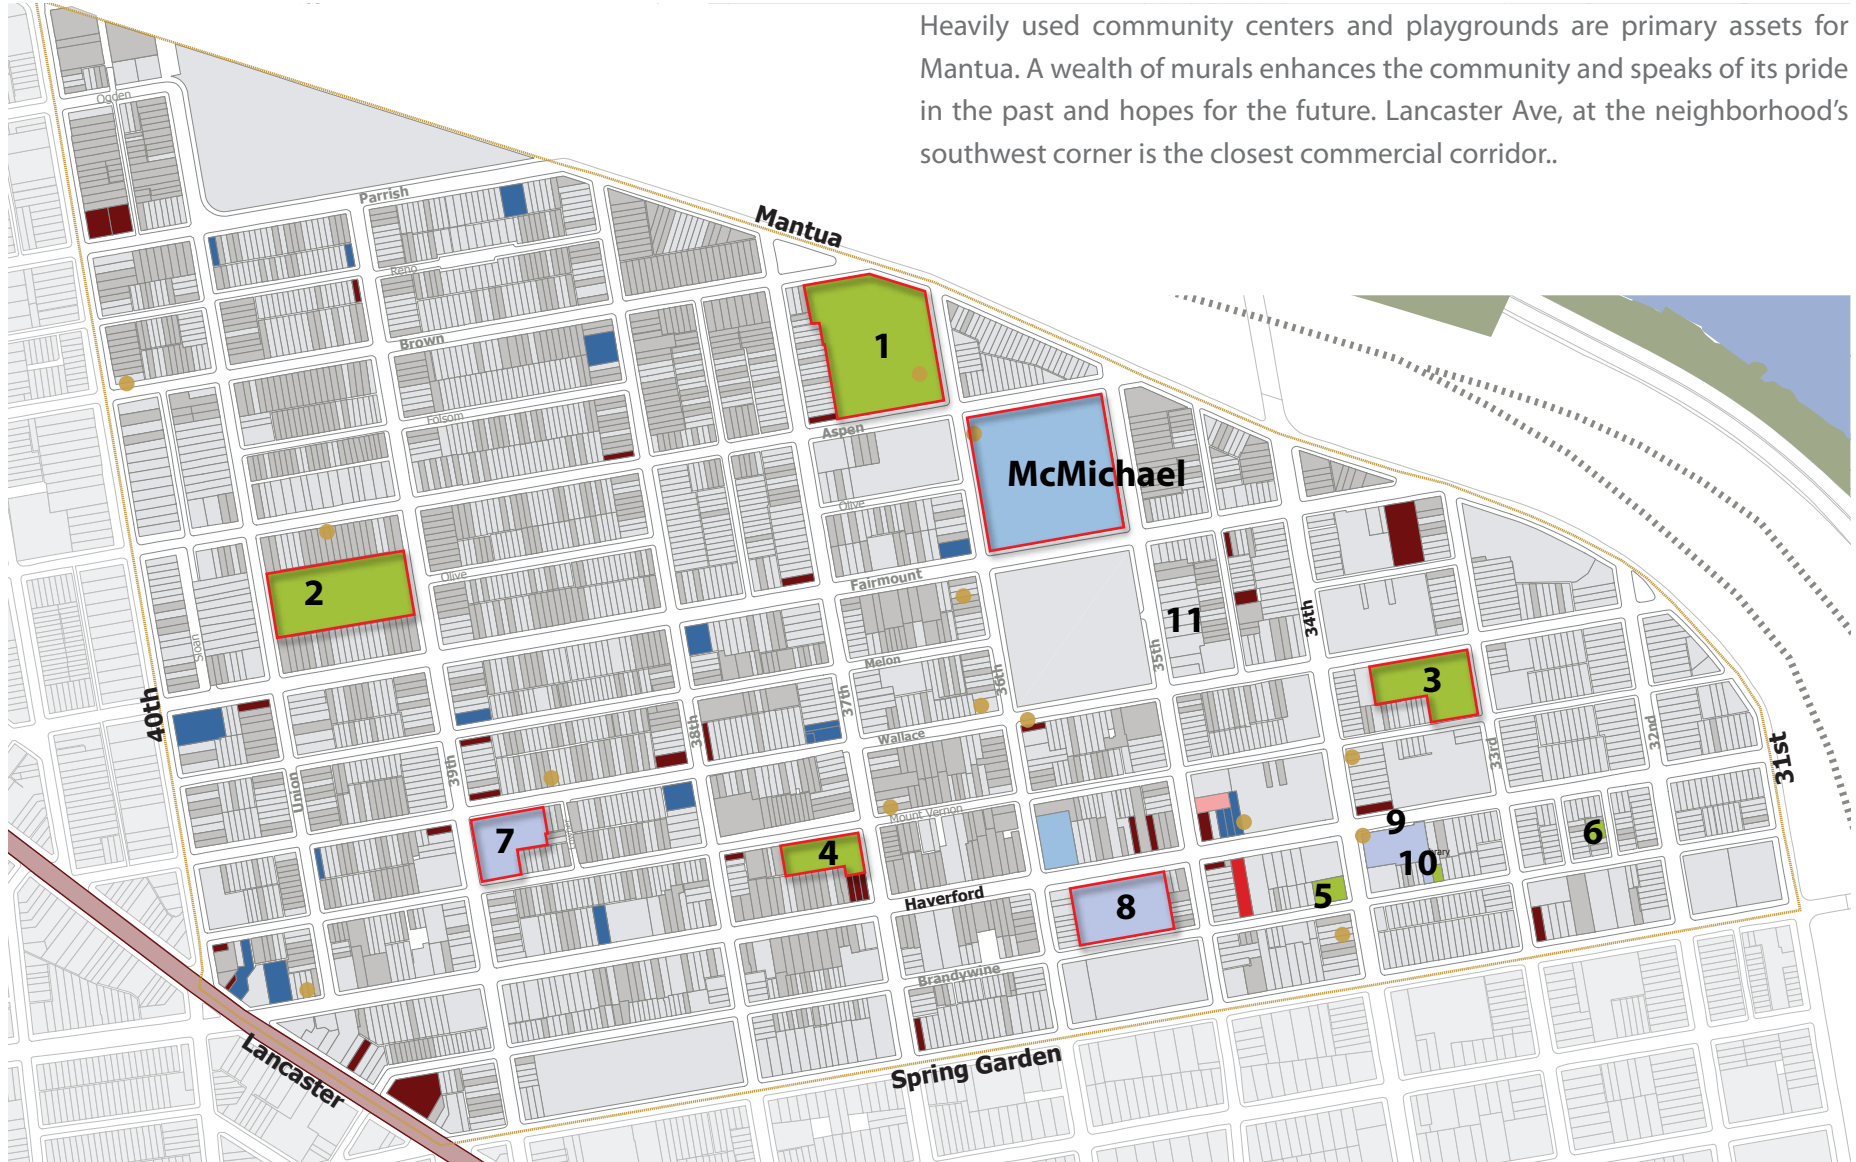 Heavily used community centers and playgrounds are primary assets for
Mantua. A wealth of murals enhances the community and speaks of its pride
in the past and hopes for the future. Lancaster Ave, at the neighborhood's
southwest corner is the closest commercial corridor..
Ogden
Parrish
Mantua
Reno
Brown
1
Folsom
Aspen
McMichael
Olive
Olive
Fairmount
2
11
34th
35th
Sloan
Melon
36th
3
40th
37th
38th
Wallace
32nd
33rd
31st
39th
Union
Mount Vernon
7
4
9
6
10
Haverford
8
5
Brandywine
Lancaster
Spring Garden